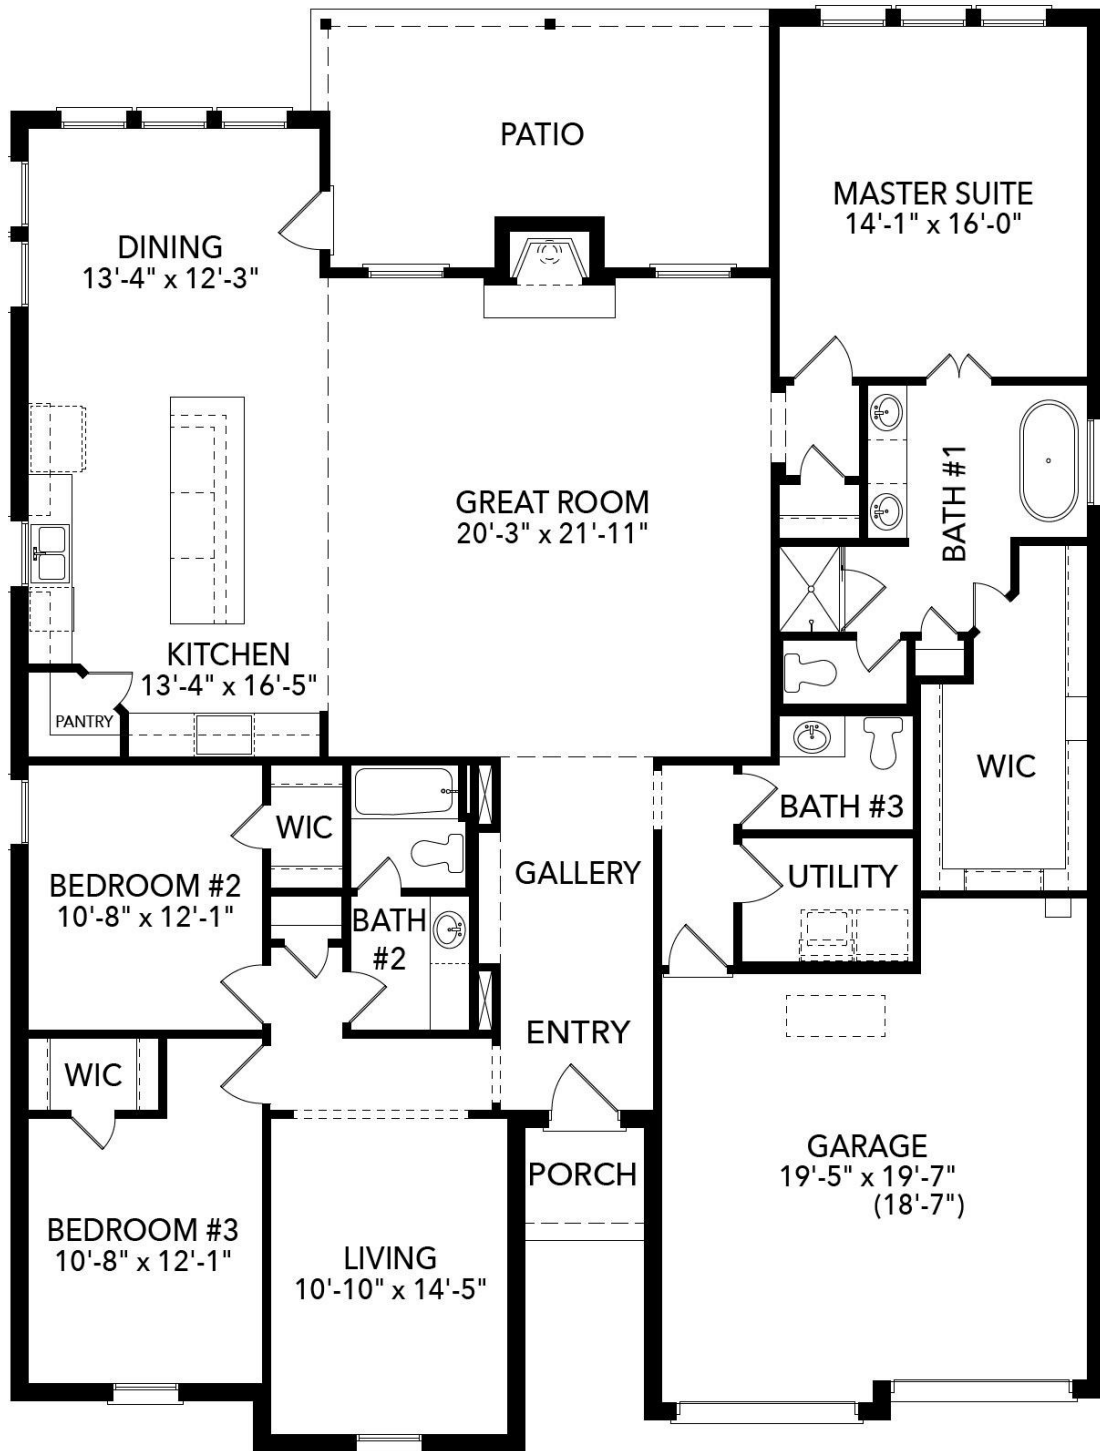 PATIO
MASTER SUITE
14'-1" x 16'-0"
DINING
13'-4" x 12'-3"
GREAT ROOM
20'-3" x 21'-11"
BATH #1
KITCHEN
13'-4" x 16'-5"
PANTRY
WIC
WIC
BATH #3
BEDROOM #2
10'-8" x 12'-1"
GALLERY
UTILITY
BATH
#2
ENTRY
WIC
PORCH
GARAGE
19'-5" x 19'-7"
(18'-7")
BEDROOM #3
10'-8" x 12'-1"
LIVING
10'-10" x 14'-5"